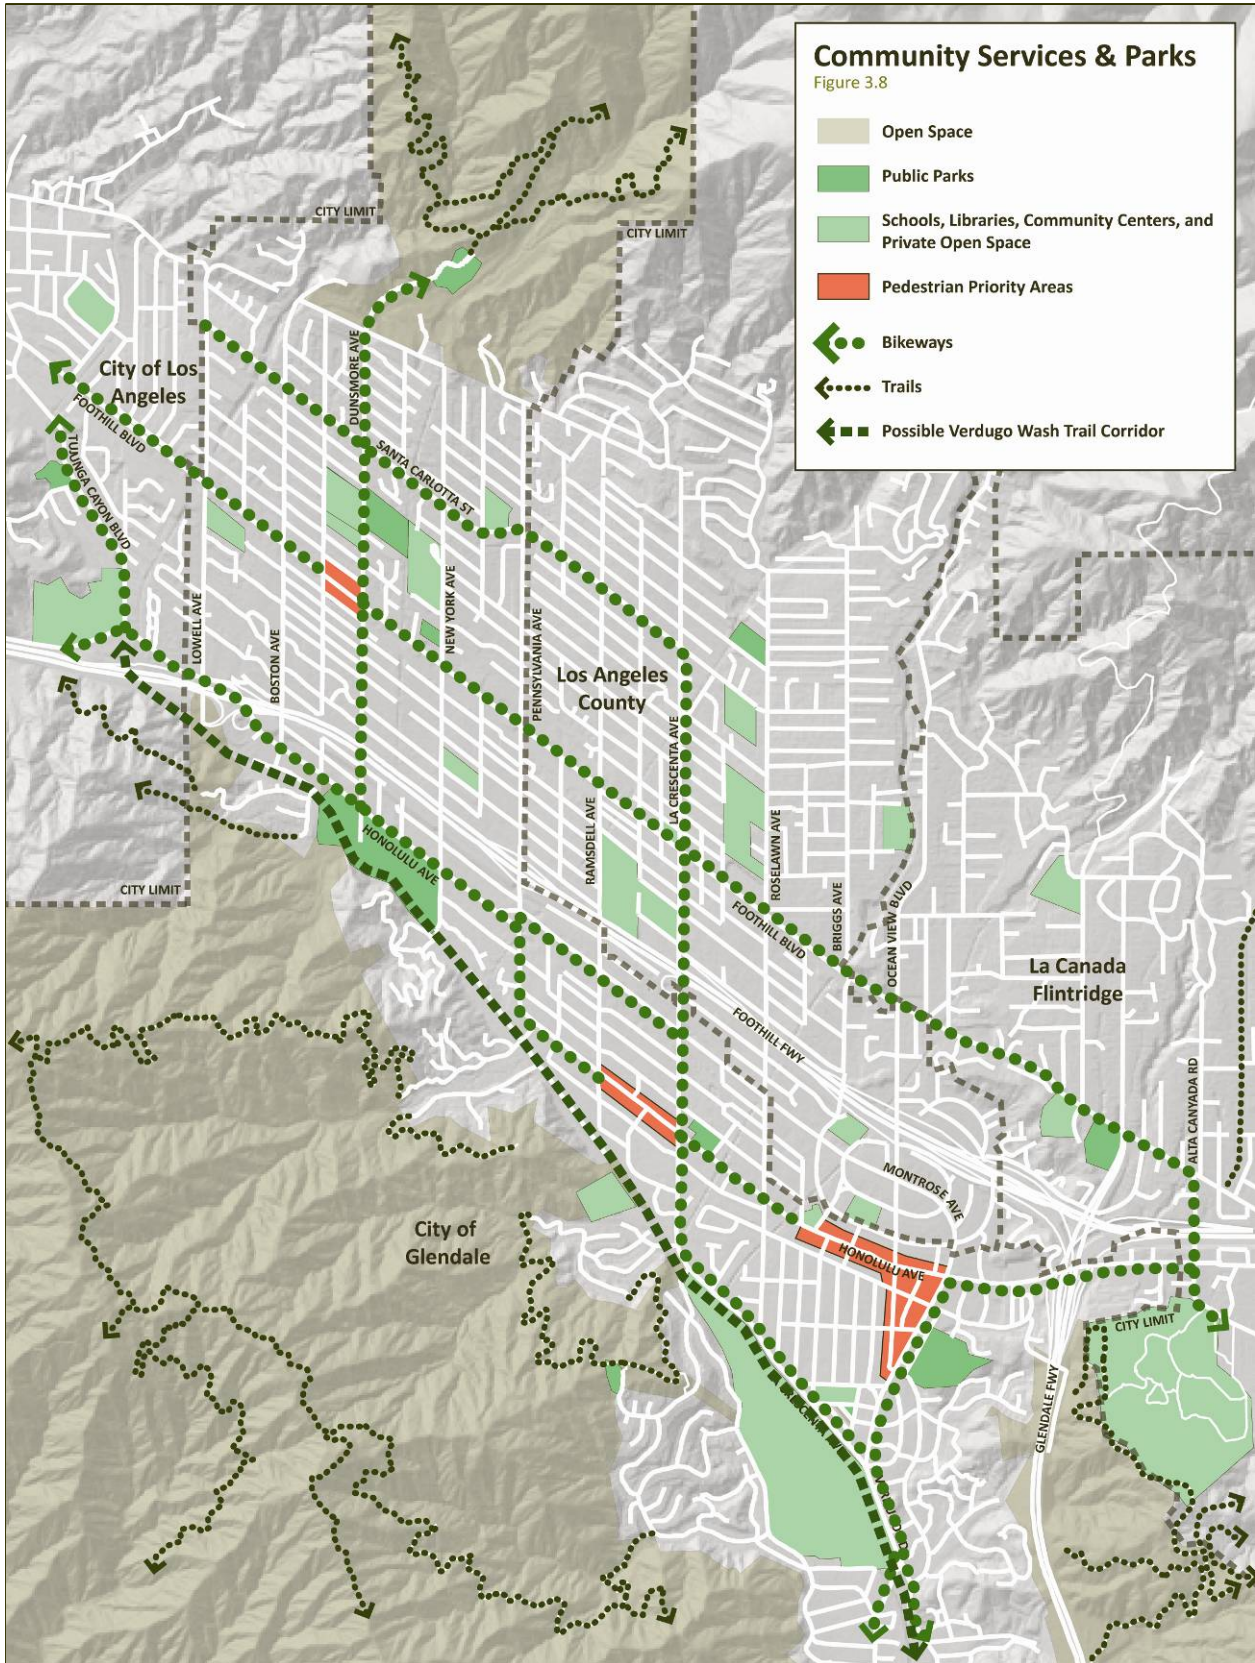 Community Services & Parks
Figure 3.8
Open Space
Public Parks
Schools, Libraries, Community Centers, and
Private Open Space
Pedestrian Priority Areas
Bikeways
Trails
Possible Verdugo Wash Trail Corridor
CITY LIMIT
CITY LIMIT
City of Los
Angeles
FOOTHILL BLVD
TUJUNGA CAYON BLVD
DUNSMORE AVE
SANTA CARLOTTA ST
LOWELL AVE
BOSTON AVE
NEW YORK AVE
PENNSYLVANIA AVE
Los Angeles
County
LA CRESCENTA AVE
RAMSDELL AVE
ROSELAWN AVE
BRIGGS AVE
OCEAN VIEW BLVD
HONOLULU AVE
CITY LIMIT
FOOTHILL BLVD
FOOTHILL FWY
La Canada
Flintridge
ALTA CANYADA RD
MONTROSE AVE
City of
Glendale
HONOLULU AVE
CITY LIMIT
GLENDALE FWY